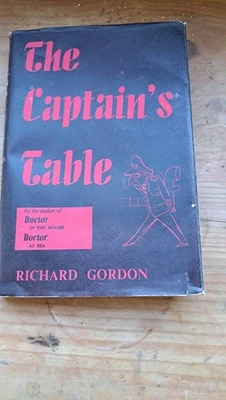 The
Captain's
Table
By the author of
Doctor
IN THE HOUSE
Doctor
AT SEA
RICHARD GORDON